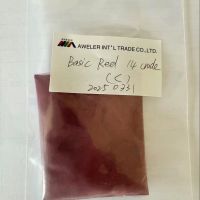 AWELER INT'L TRADE CO.,LTD.
Basic Red 14 crude
(C)
20250731